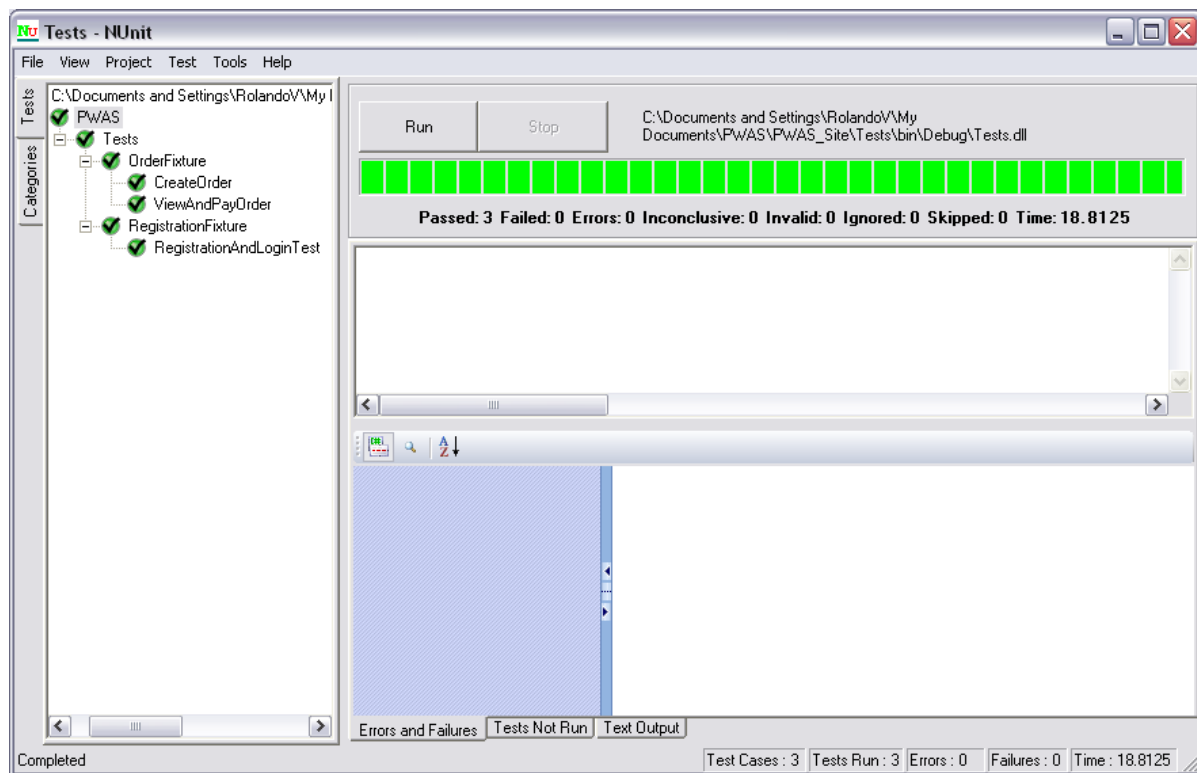 NU Tests - NUnit
File View Project Test Tools Help
Tests
Categories
C:\Documents and Settings\RolandoV\My
PWAS
Tests
OrderFixture
CreateOrder
ViewAndPayOrder
RegistrationFixture
RegistrationAndLoginTest
Run
Stop
C:\Documents and Settings\RolandoV\My
Documents\PWAS\PWAS_Site\Tests\bin\Debug\Tests.dll
Passed: 3 Failed: 0 Errors: 0 Inconclusive: 0 Invalid: 0 Ignored: 0 Skipped: 0 Time: 18.8125
A
Z
Errors and Failures Tests Not Run Text Output
Completed
Test Cases : 3 Tests Run : 3 Errors : 0 Failures : 0 Time : 18.8125